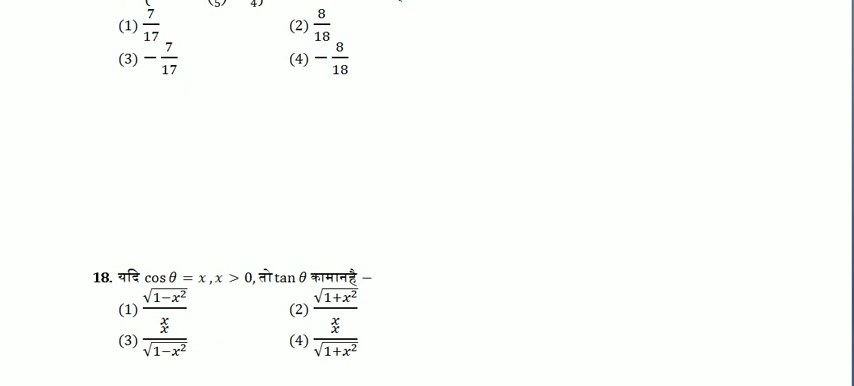 (1) 7/17 (2) 8/18
(3) −7/17 (4) −8/18
18. यदि cos θ = x , x > 0, तो tan θ कामानहै −
(1) √(1−x²)/x (2) √(1+x²)/x
(3) x/√(1−x²) (4) x/√(1+x²)